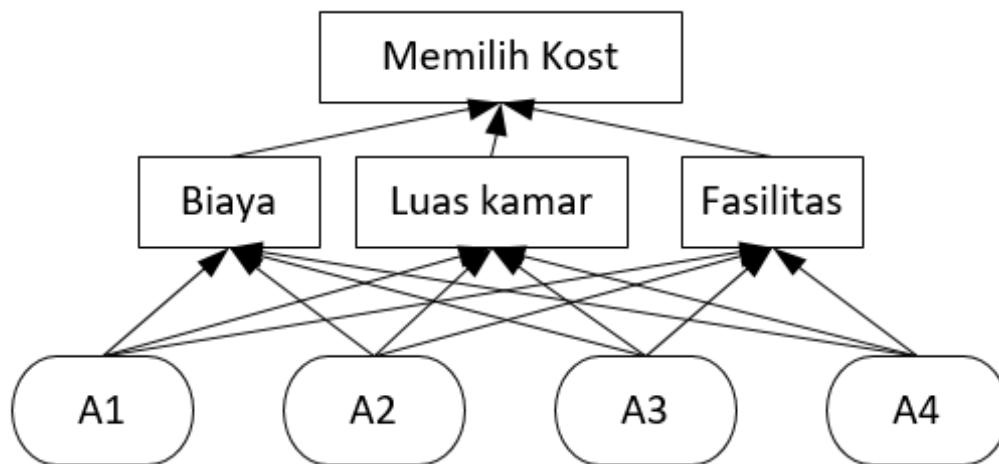 Memilih Kost
Biaya
Luas kamar
Fasilitas
A1
A2
A3
A4